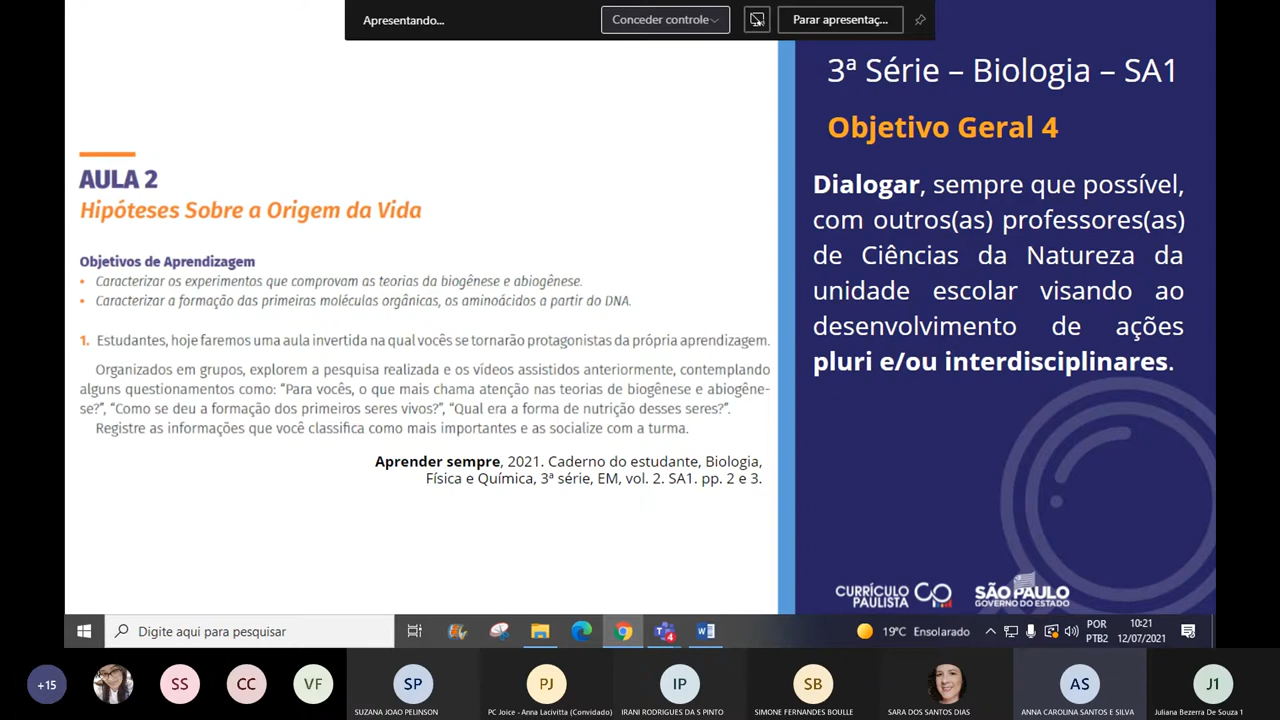 Apresentando...
Conceder controle
Parar apresentaç...
AULA 2
Hipóteses Sobre a Origem da Vida
Objetivos de Aprendizagem
• Caracterizar os experimentos que comprovam as teorias da biogênese e abiogênese.
• Caracterizar a formação das primeiras moléculas orgânicas, os aminoácidos a partir do DNA.
1. Estudantes, hoje faremos uma aula invertida na qual vocês se tornarão protagonistas da própria aprendizagem.
Organizados em grupos, explorem a pesquisa realizada e os vídeos assistidos anteriormente, contemplando
alguns questionamentos como: “Para vocês, o que mais chama atenção nas teorias de biogênese e abiogêne-
se?”, “Como se deu a formação dos primeiros seres vivos?”, “Qual era a forma de nutrição desses seres?”.
Registre as informações que você classifica como mais importantes e as socialize com a turma.
Aprender sempre, 2021. Caderno do estudante, Biologia,
Física e Química, 3ª série, EM, vol. 2. SA1. pp. 2 e 3.
3ª Série – Biologia – SA1
Objetivo Geral 4
Dialogar, sempre que possível,
com outros(as) professores(as)
de Ciências da Natureza da
unidade escolar visando ao
desenvolvimento de ações
pluri e/ou interdisciplinares.
CURRÍCULO
PAULISTA
SÃO PAULO
GOVERNO DO ESTADO
Digite aqui para pesquisar
4
19ºC Ensolarado
POR
PTB2
10:21
12/07/2021
+15
SS
CC
VF
SP
SUZANA JOAO PELINSON
PJ
PC Joice - Anna Lacivitta (Convidado)
IP
IRANI RODRIGUES DA S PINTO
SB
SIMONE FERNANDES BOULLE
SARA DOS SANTOS DIAS
AS
ANNA CAROLINA SANTOS E SILVA
J1
Juliana Bezerra De Souza 1